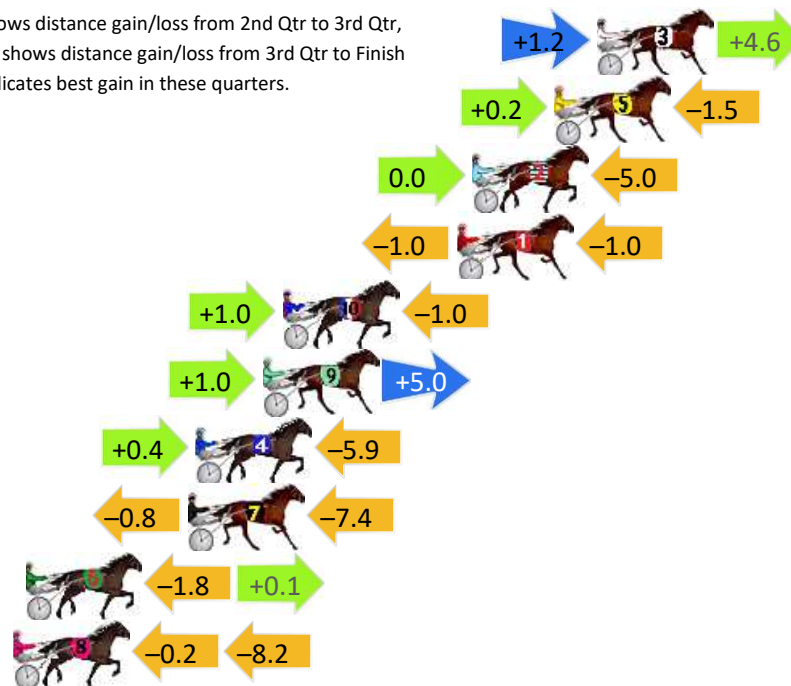 ows distance gain/loss from 2nd Qtr to 3rd Qtr,
shows distance gain/loss from 3rd Qtr to Finish
dicates best gain in these quarters.
+1.2 3 +4.6
+0.2 5 –1.5
0.0 2 –5.0
–1.0 1 –1.0
+1.0 10 –1.0
+1.0 9 +5.0
+0.4 4 –5.9
–0.8 7 –7.4
–1.8 +0.1
8 –0.2 –8.2